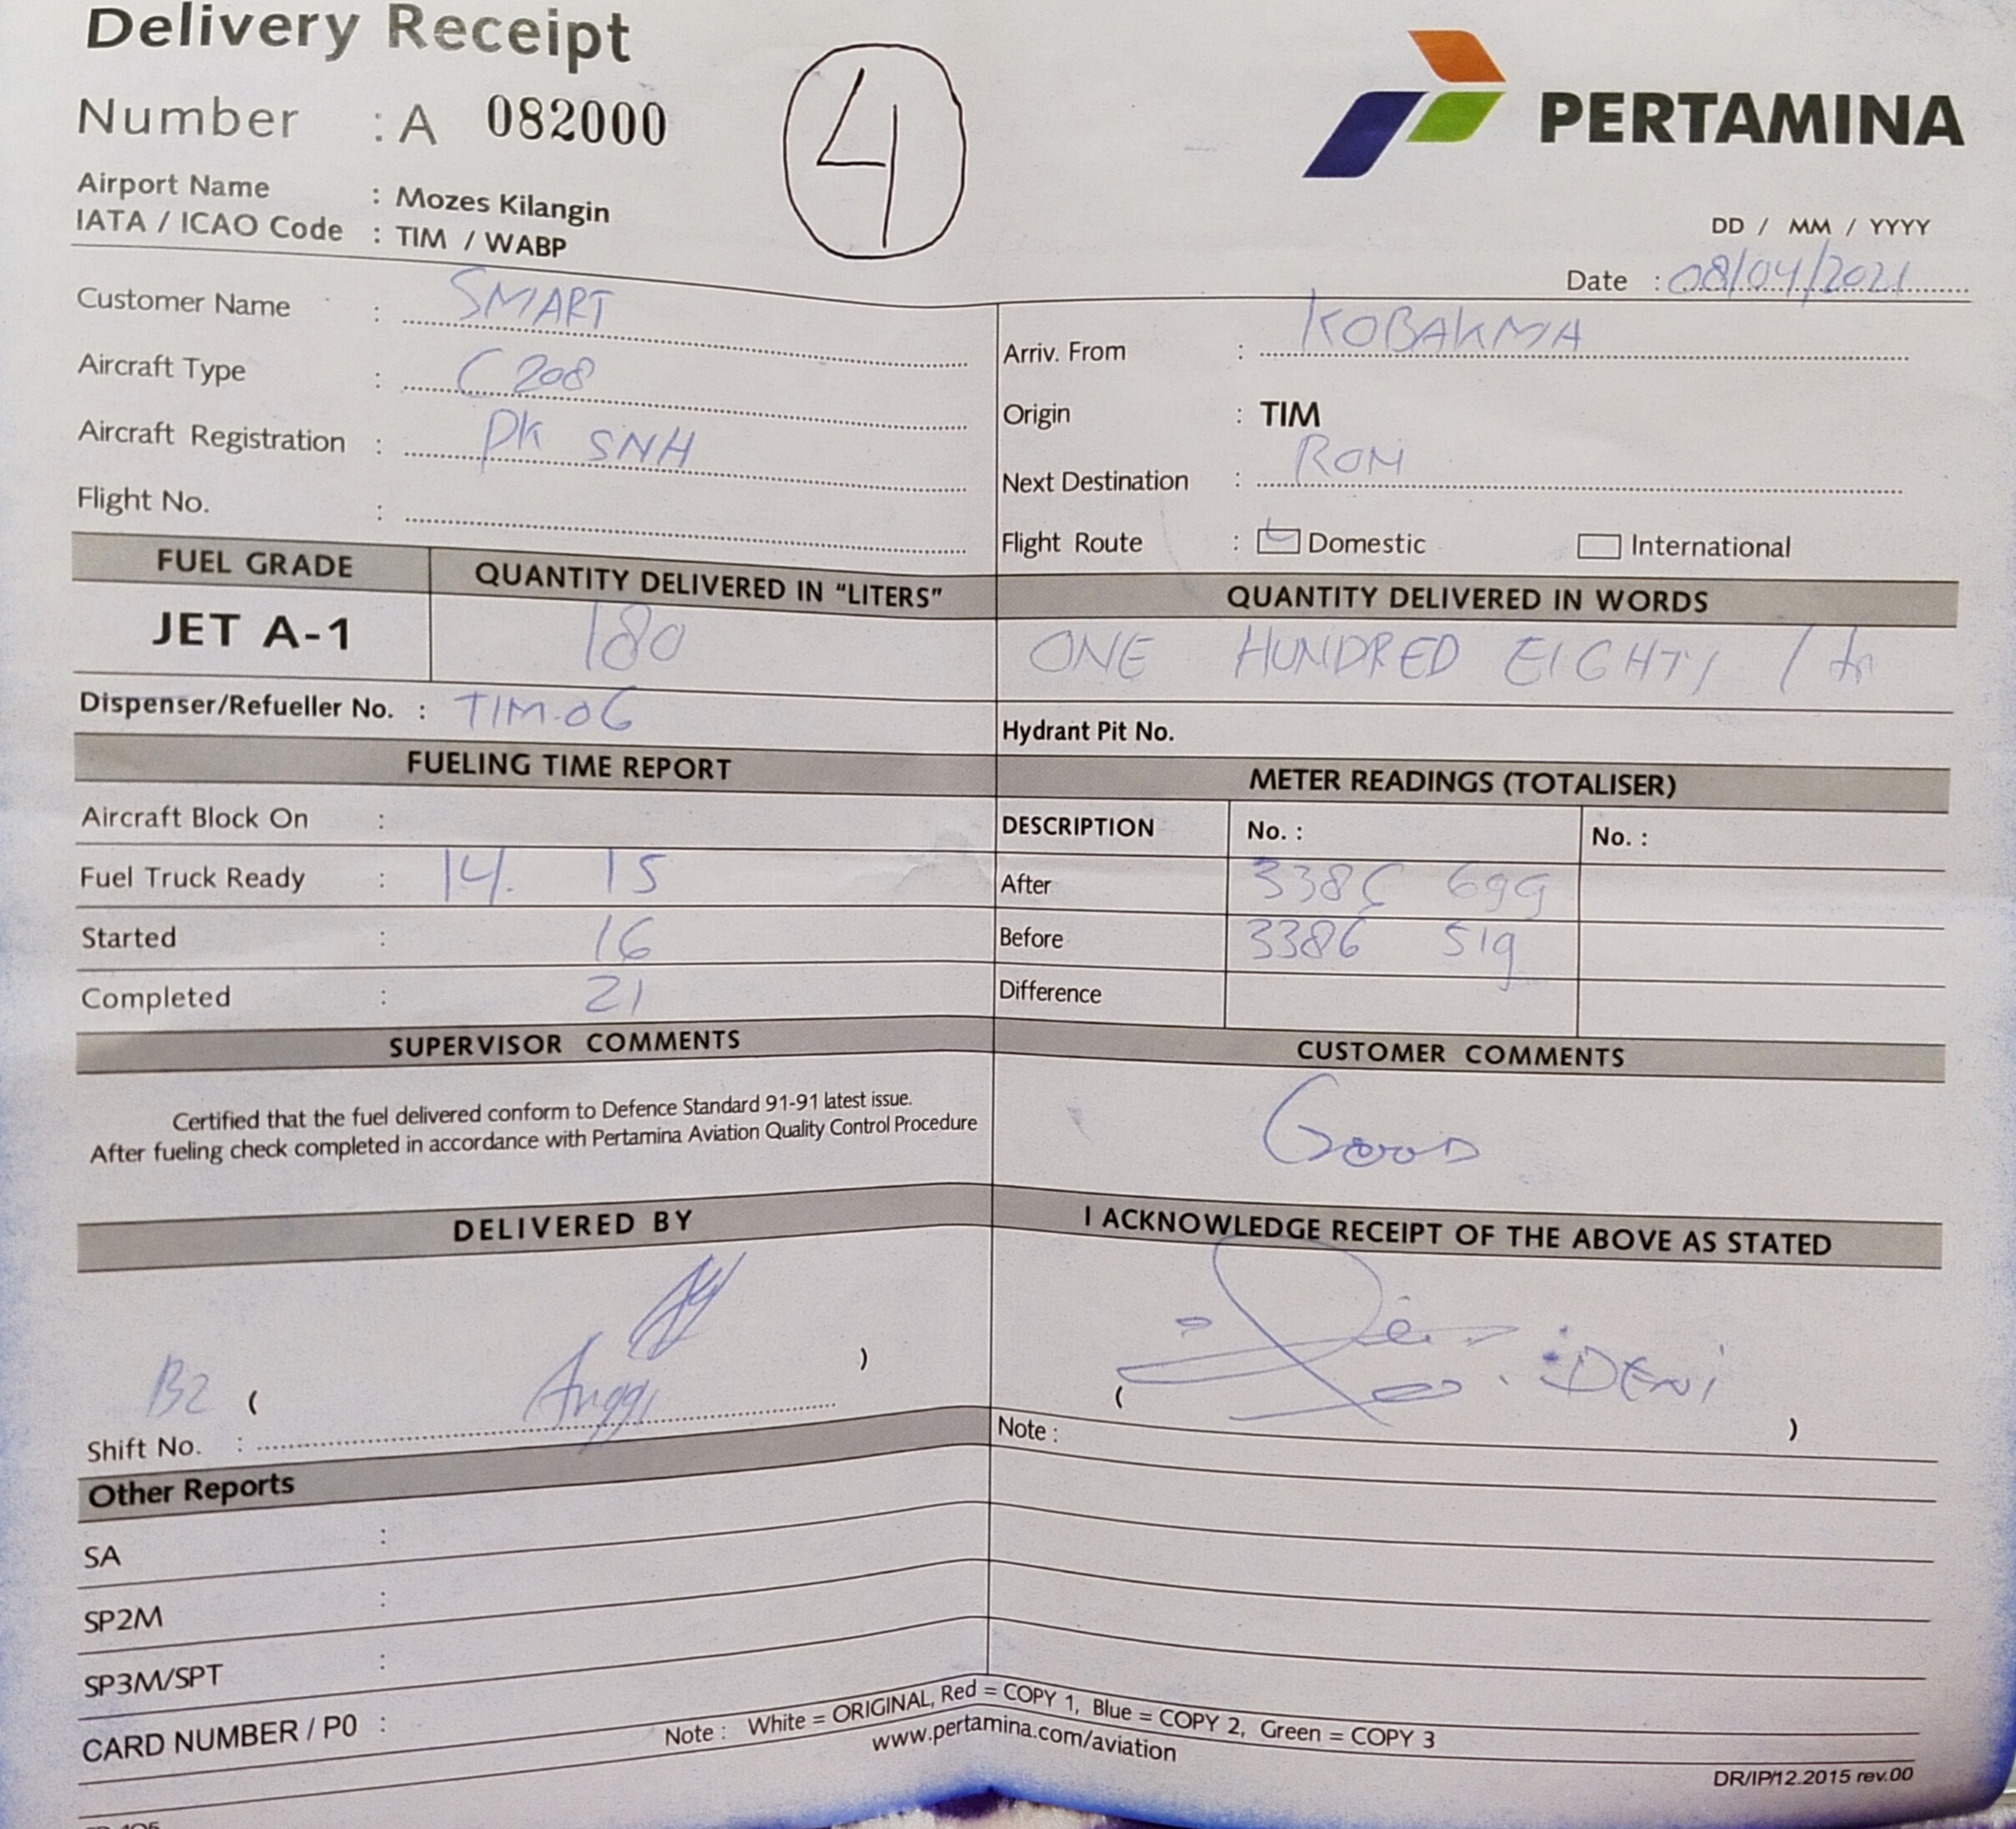 Delivery Receipt
4
PERTAMINA
Number : A 082000
Airport Name : Mozes Kilangin
IATA / ICAO Code : TIM / WABP
DD / MM / YYYY
Date : 08/04/2021
Customer Name : SMART
Arriv. From : KOBAKMA
Aircraft Type : C 208
Origin : TIM
Aircraft Registration : PK SNH
Next Destination : ROM
Flight No. :
Flight Route : Domestic International
FUEL GRADE QUANTITY DELIVERED IN "LITERS" QUANTITY DELIVERED IN WORDS
JET A-1 180 ONE HUNDRED EIGHTY
Dispenser/Refueller No. : TIM.06
Hydrant Pit No.
FUELING TIME REPORT METER READINGS (TOTALISER)
Aircraft Block On :
DESCRIPTION No. : No. :
Fuel Truck Ready : 14. 15
After 3386 699
Started : 16
Before 3386 519
Completed : 21
Difference
SUPERVISOR COMMENTS CUSTOMER COMMENTS
Certified that the fuel delivered conform to Defence Standard 91-91 latest issue.
After fueling check completed in accordance with Pertamina Aviation Quality Control Procedure
GOOD
DELIVERED BY I ACKNOWLEDGE RECEIPT OF THE ABOVE AS STATED
B2 ( Anggi )
( DENI )
Shift No. :
Note :
Other Reports
SA :
SP2M :
SP3M/SPT :
CARD NUMBER / P0 :
Note : White = ORIGINAL, Red = COPY 1, Blue = COPY 2, Green = COPY 3
www.pertamina.com/aviation
DR/IP/12.2015 rev.00